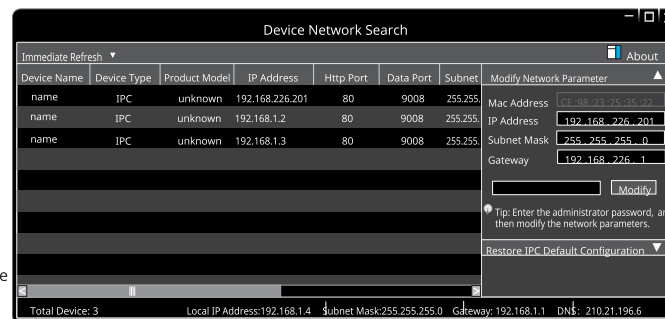 Device Network Search
Immediate Refresh ▼ About
Device Name Device Type Product Model IP Address Http Port Data Port Subnet
name IPC unknown 192.168.226.201 80 9008 255.255.
name IPC unknown 192.168.1.2 80 9008 255.255.
name IPC unknown 192.168.1.3 80 9008 255.255.
Modify Network Parameter
Mac Address CE :98 :23 :75 :35 :22
IP Address 192 .168 . 226 . 201
Subnet Mask 255 . 255 . 255 . 0
Gateway 192 .168 . 226 . 1
Modify
Tip: Enter the administrator password, an
then modify the network parameters.
Restore IPC Default Configuration
e
Total Device: 3 Local IP Address:192.168.1.4 Subnet Mask:255.255.255.0 Gateway: 192.168.1.1 DNS: 210.21.196.6